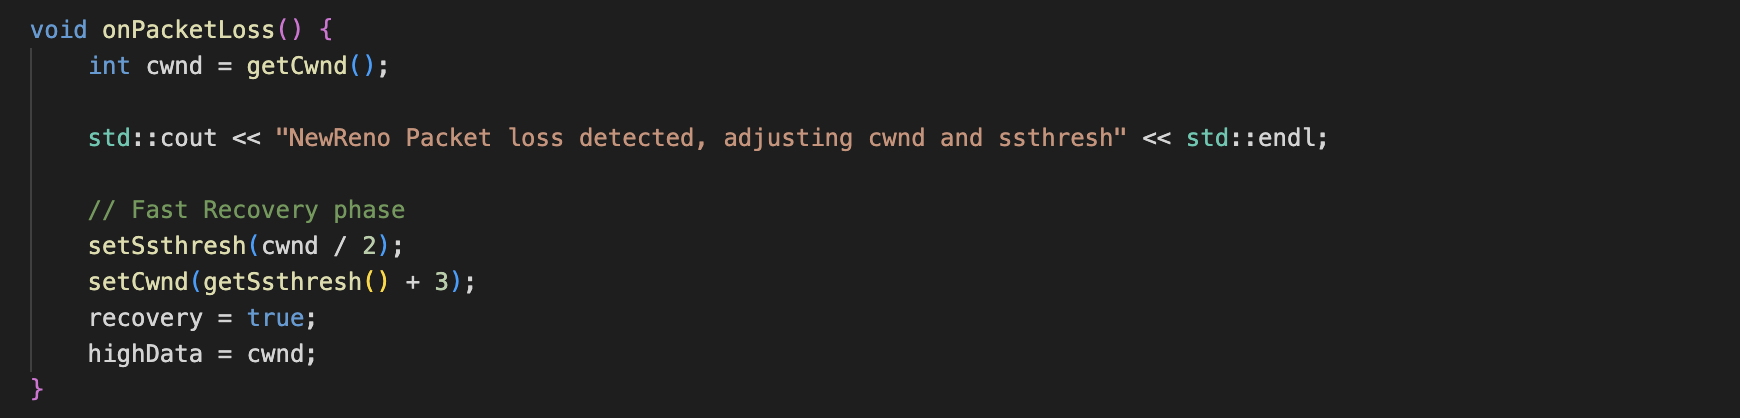 void onPacketLoss() {
    int cwnd = getCwnd();

    std::cout << "NewReno Packet loss detected, adjusting cwnd and ssthresh" << std::endl;

    // Fast Recovery phase
    setSsthresh(cwnd / 2);
    setCwnd(getSsthresh() + 3);
    recovery = true;
    highData = cwnd;
}